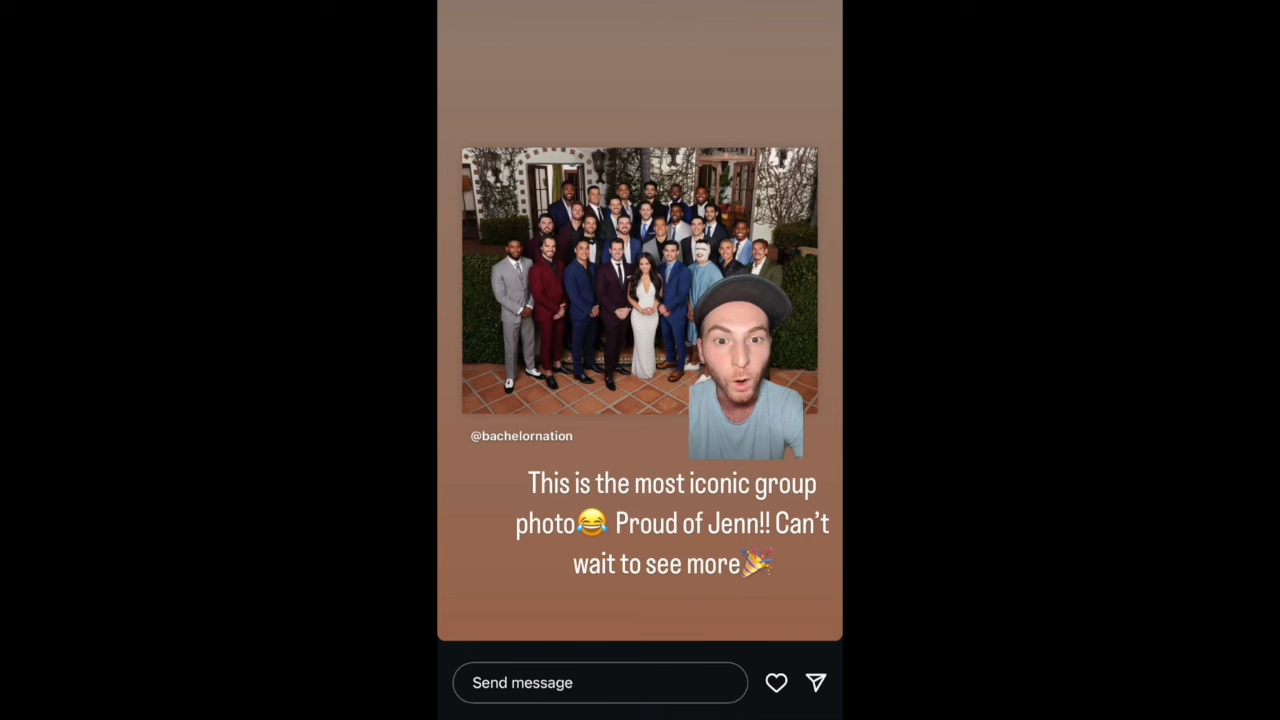 @bachelornation
This is the most iconic group
photo😂 Proud of Jenn!! Can’t
wait to see more🎉
Send message